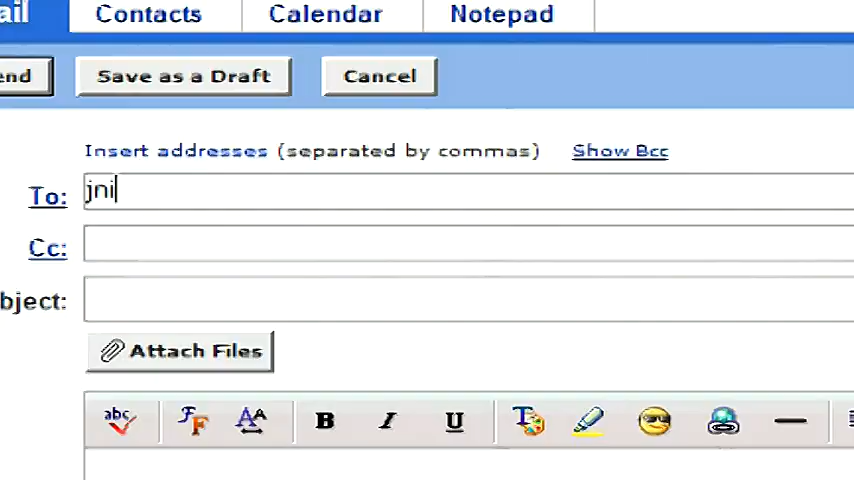 ail Contacts Calendar Notepad
end Save as a Draft Cancel
Insert addresses (separated by commas) Show Bcc
To: jni
Cc:
bject:
Attach Files
abc F F A A B I U T